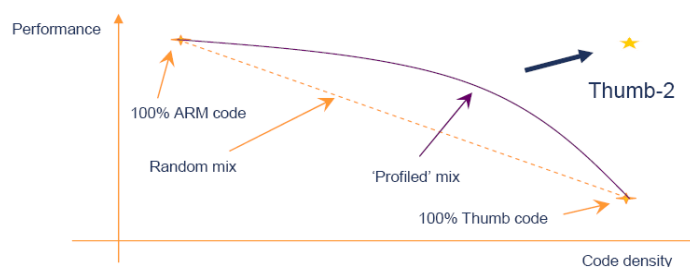 Performance
Thumb-2
100% ARM code
Random mix
'Profiled' mix
100% Thumb code
Code density